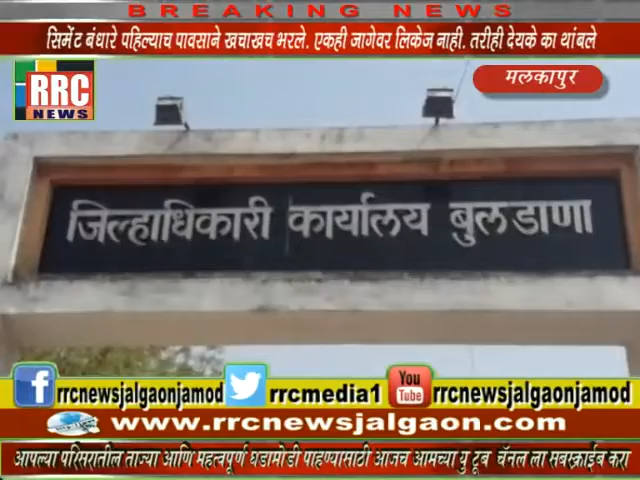 BREAKING NEWS
सिमेंट बंधारे पहिल्याच पावसाने खचाखच भरले. एकही जागेवर लिकेज नाही. तरीही देयके का थांबले
RRC
NEWS
मलकापुर
जिल्हाधिकारी कार्यालय बुलडाणा
rrcnewsjalgaonjamod
rrcmedia1
You
Tube
rrcnewsjalgaonjamod
www.rrcnewsjalgaon.com
आपल्या परिसरातील ताज्या आणि महत्वपूर्ण घडामोडी पाहण्यासाठी आजच आमच्या यु टूब चॅनल ला सबस्क्राईब करा